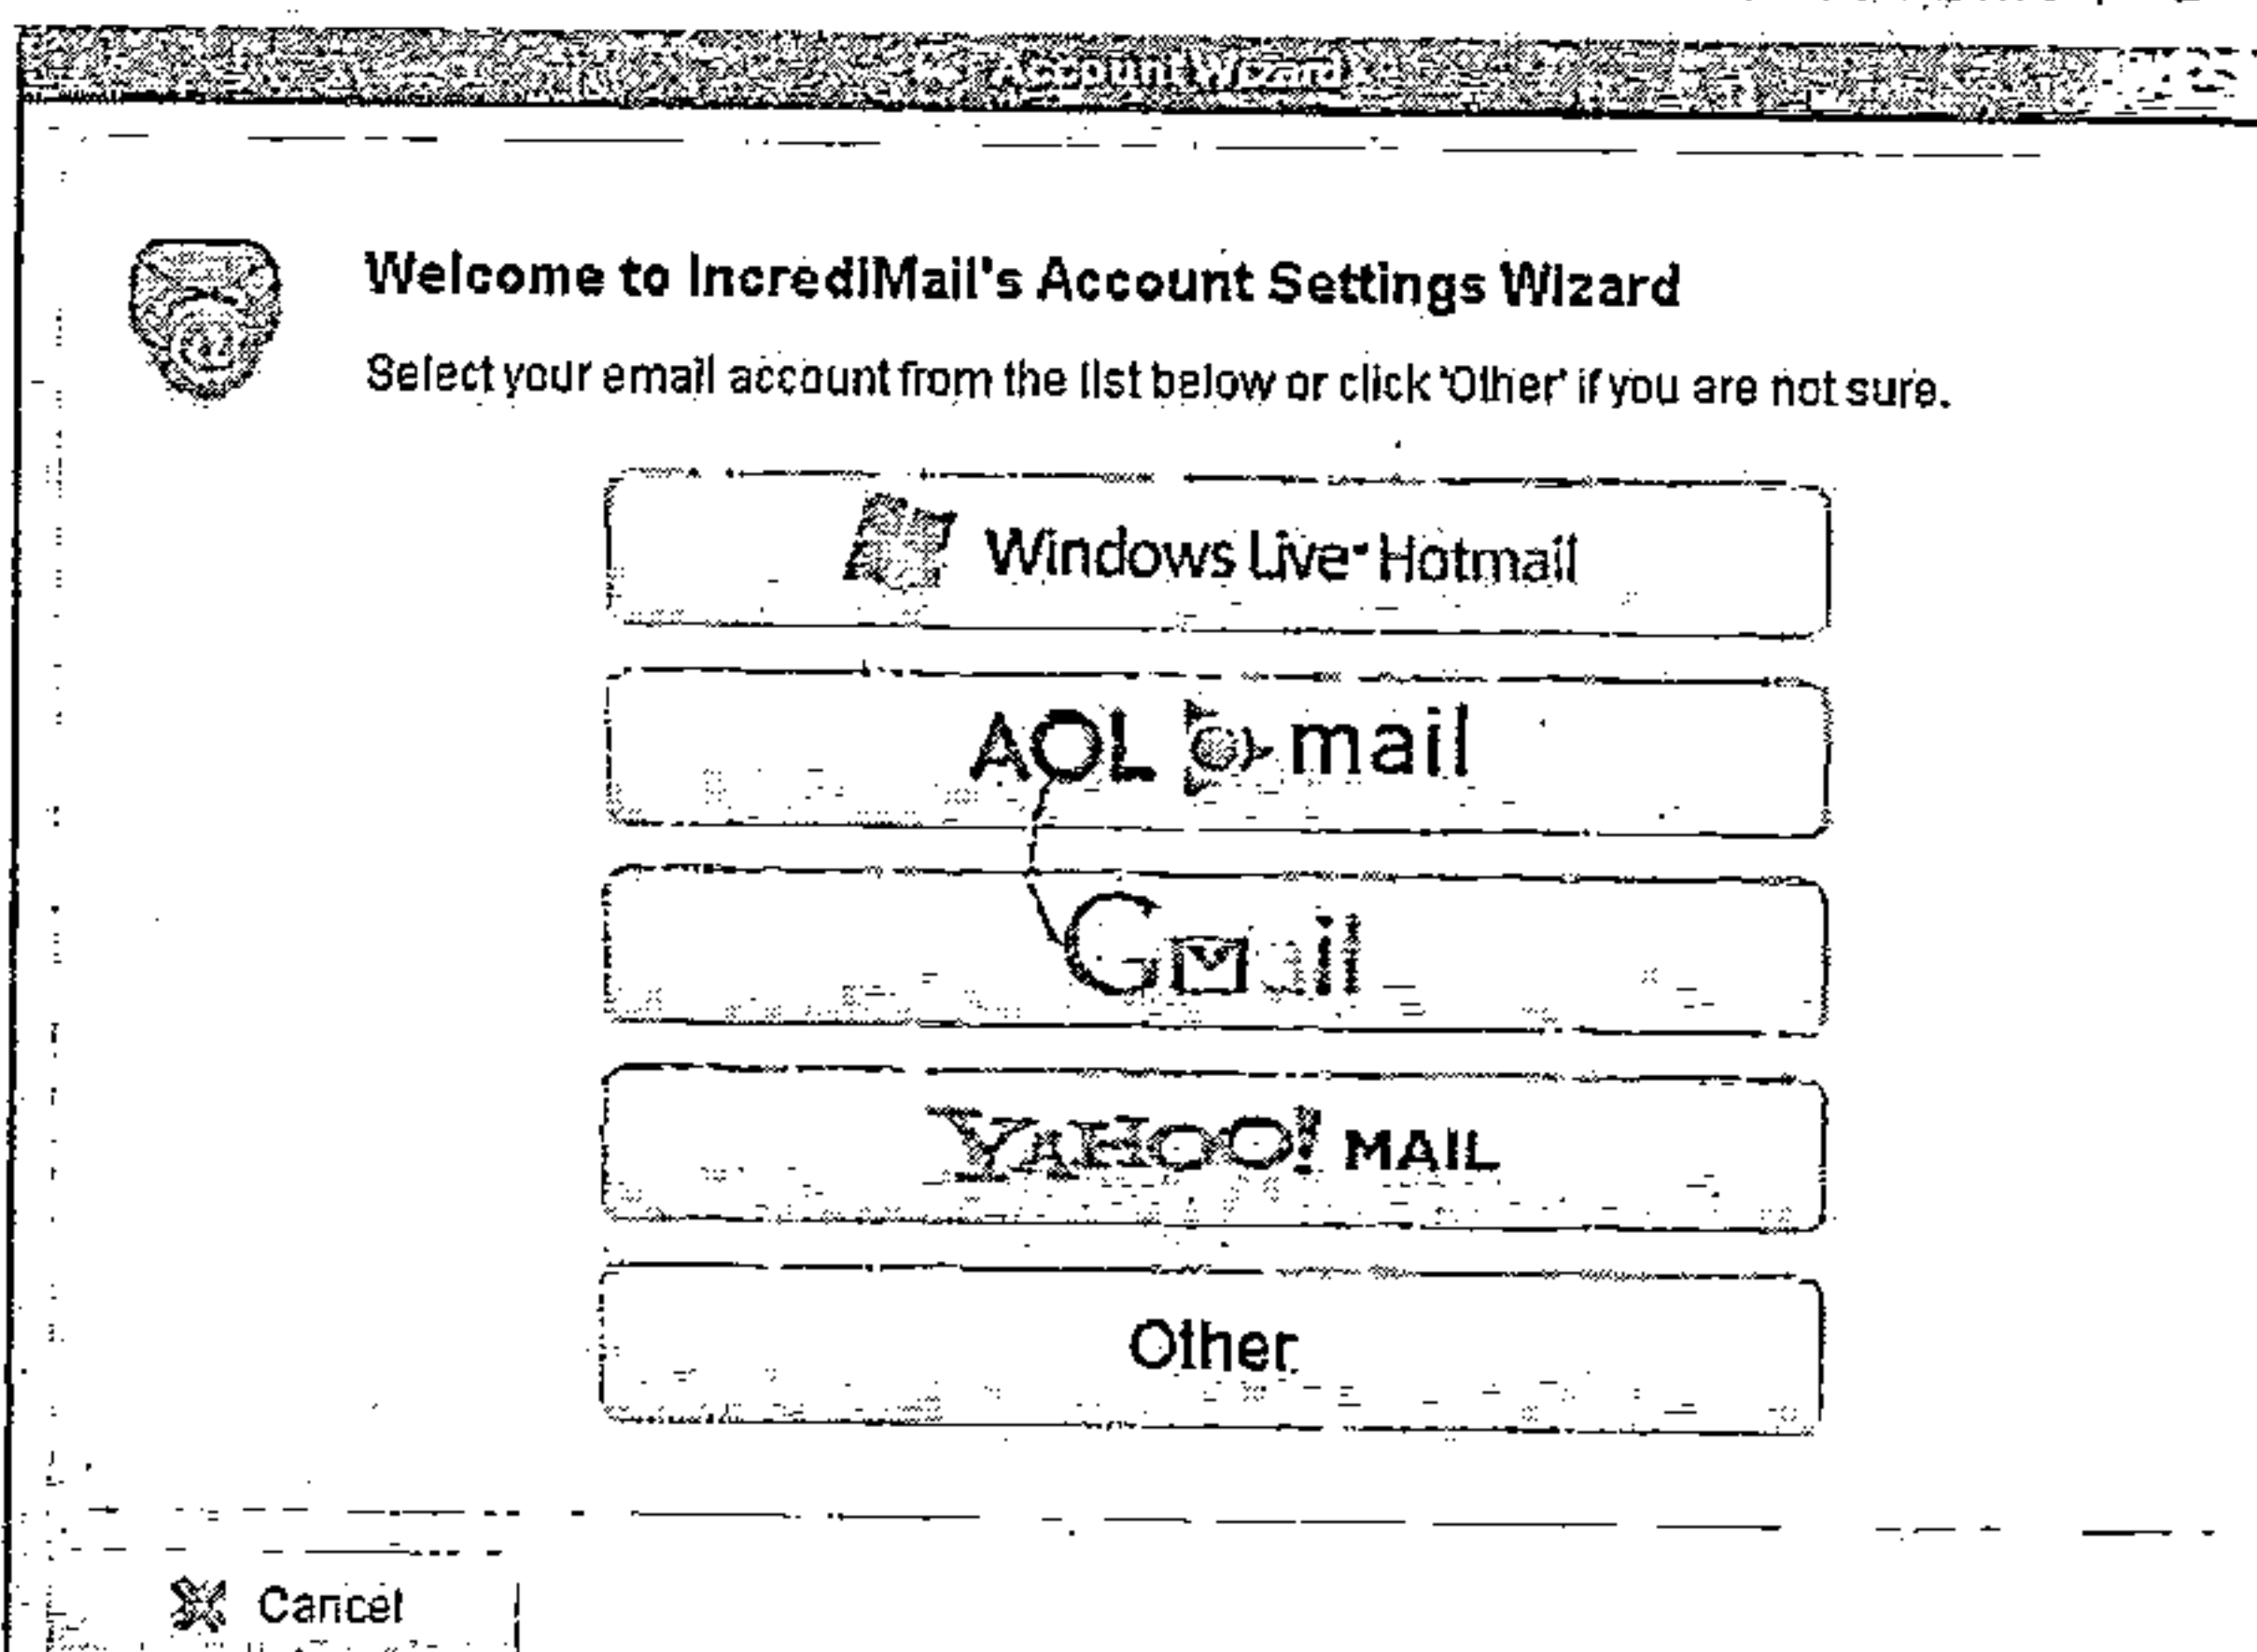 Account Wizard
Welcome to IncrediMail's Account Settings Wizard
Select your email account from the list below or click 'Other' if you are not sure.
Windows Live Hotmail
AOL mail
Gmail
YAHOO! MAIL
Other
Cancel